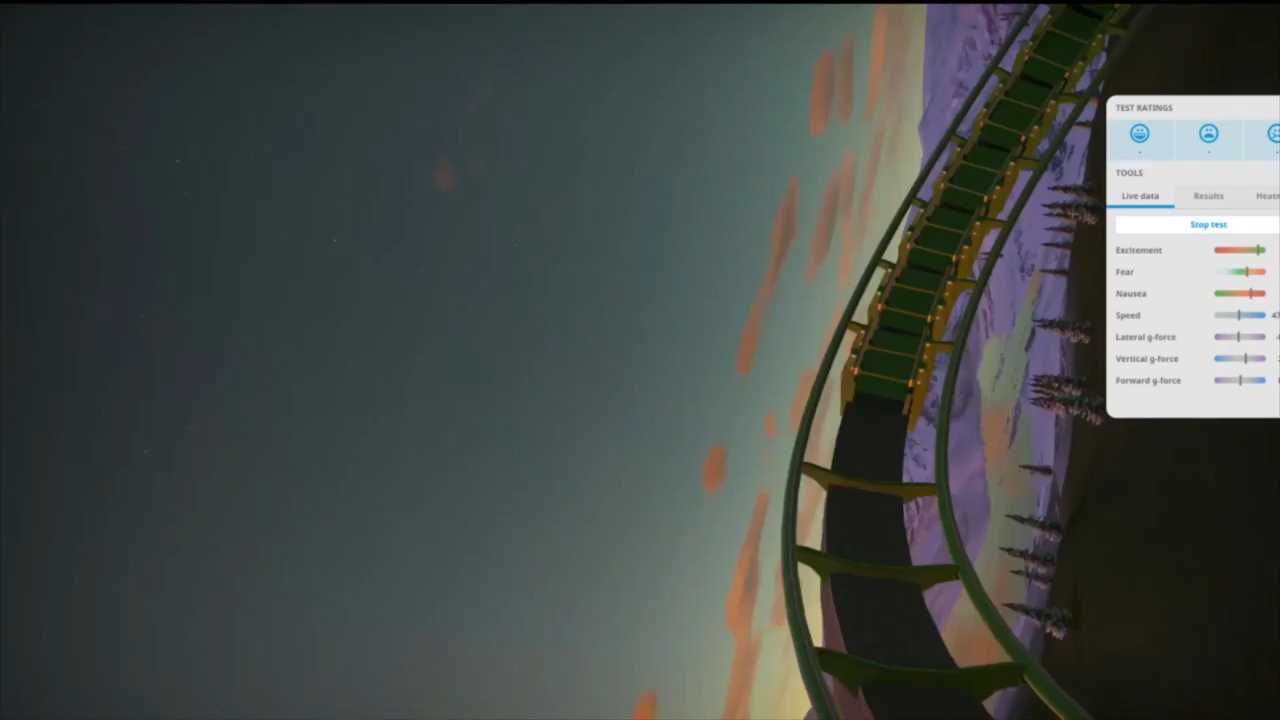 TEST RATINGS
- -
TOOLS
Live data Results
Stop test
Excitement
Fear
Nausea
Speed
Lateral g-force
Vertical g-force
Forward g-force